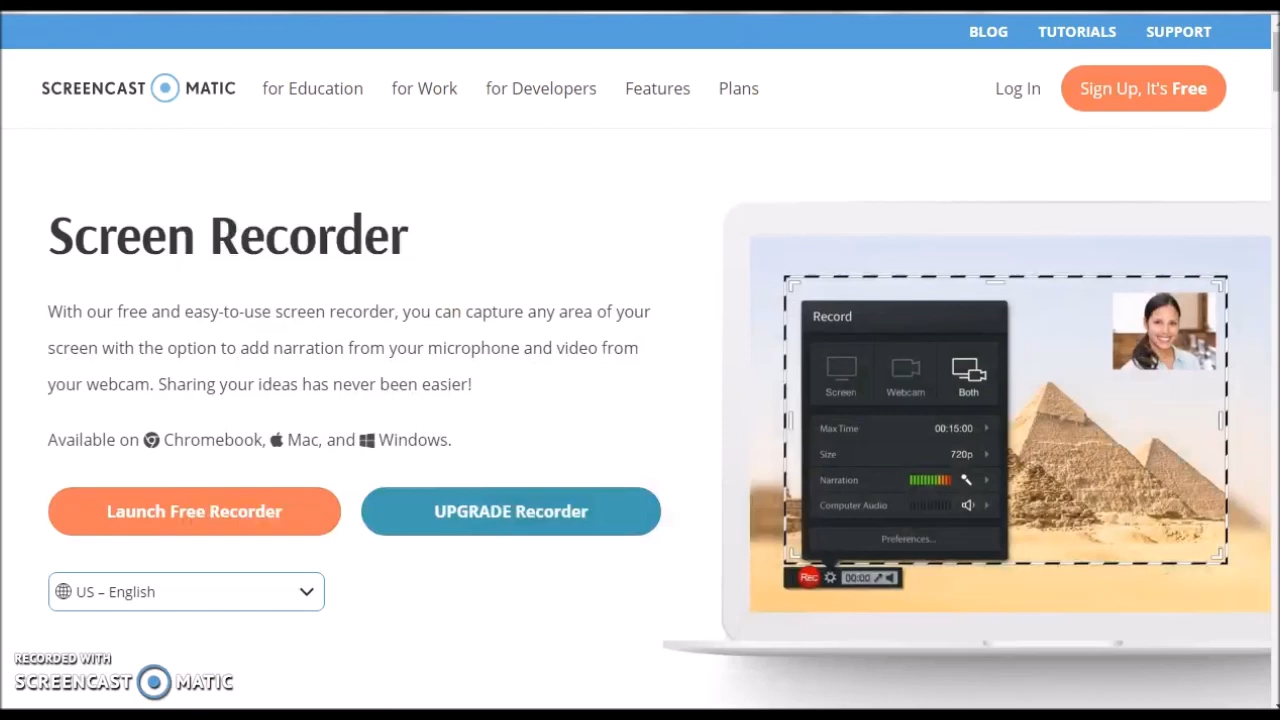 BLOG TUTORIALS SUPPORT
SCREENCAST MATIC for Education for Work for Developers Features Plans Log In Sign Up, It's Free
Screen Recorder
With our free and easy-to-use screen recorder, you can capture any area of your
screen with the option to add narration from your microphone and video from
your webcam. Sharing your ideas has never been easier!
Available on Chromebook, Mac, and Windows.
Launch Free Recorder UPGRADE Recorder
US – English
Record
Screen Webcam Both
Max Time 00:15:00
Size 720p
Narration
Computer Audio
Preferences...
Rec 00:00
RECORDED WITH
SCREENCAST MATIC